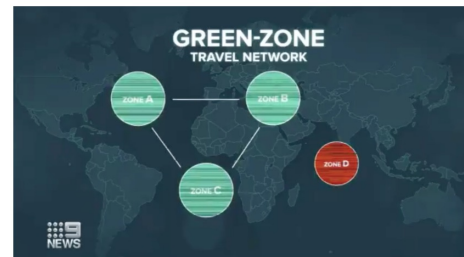 GREEN-ZONE
TRAVEL NETWORK
ZONE A
ZONE B
ZONE C
ZONE D
9
NEWS